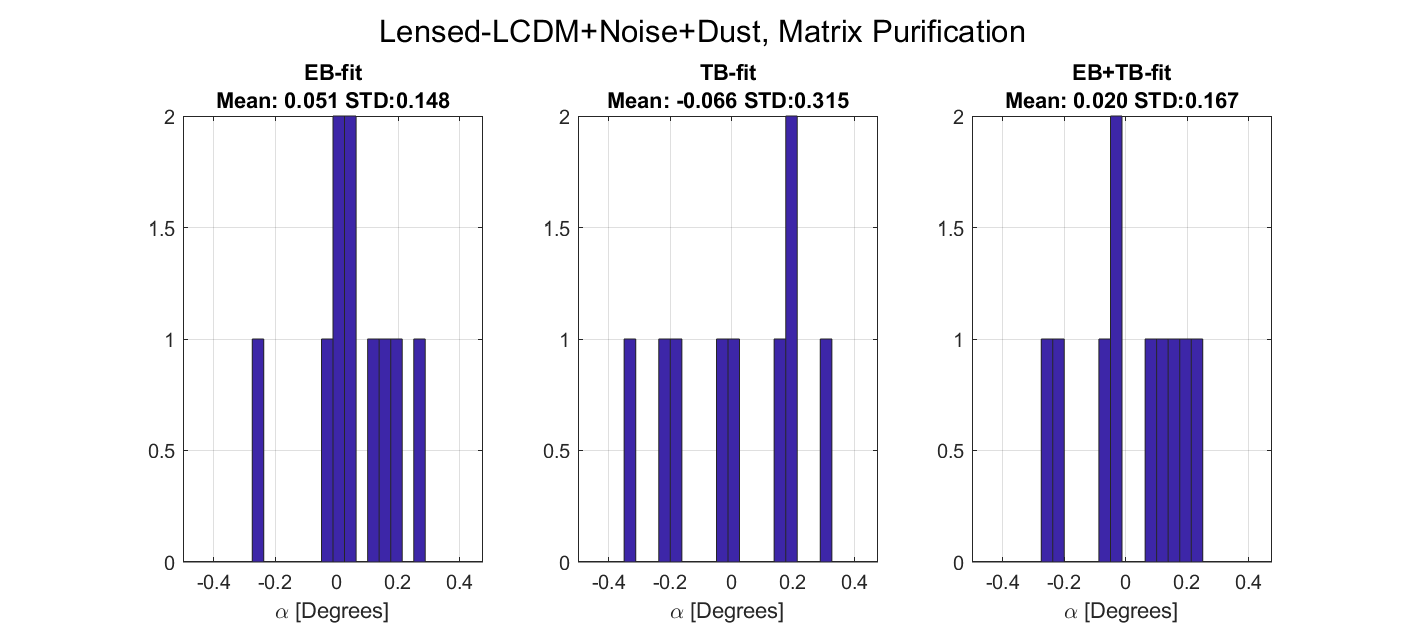 Lensed-LCDM+Noise+Dust, Matrix Purification
EB-fit
Mean: 0.051 STD:0.148
2
1.5
1
0.5
0
-0.4 -0.2 0 0.2 0.4
α [Degrees]
TB-fit
Mean: -0.066 STD:0.315
2
1.5
1
0.5
0
-0.4 -0.2 0 0.2 0.4
α [Degrees]
EB+TB-fit
Mean: 0.020 STD:0.167
2
1.5
1
0.5
0
-0.4 -0.2 0 0.2 0.4
α [Degrees]